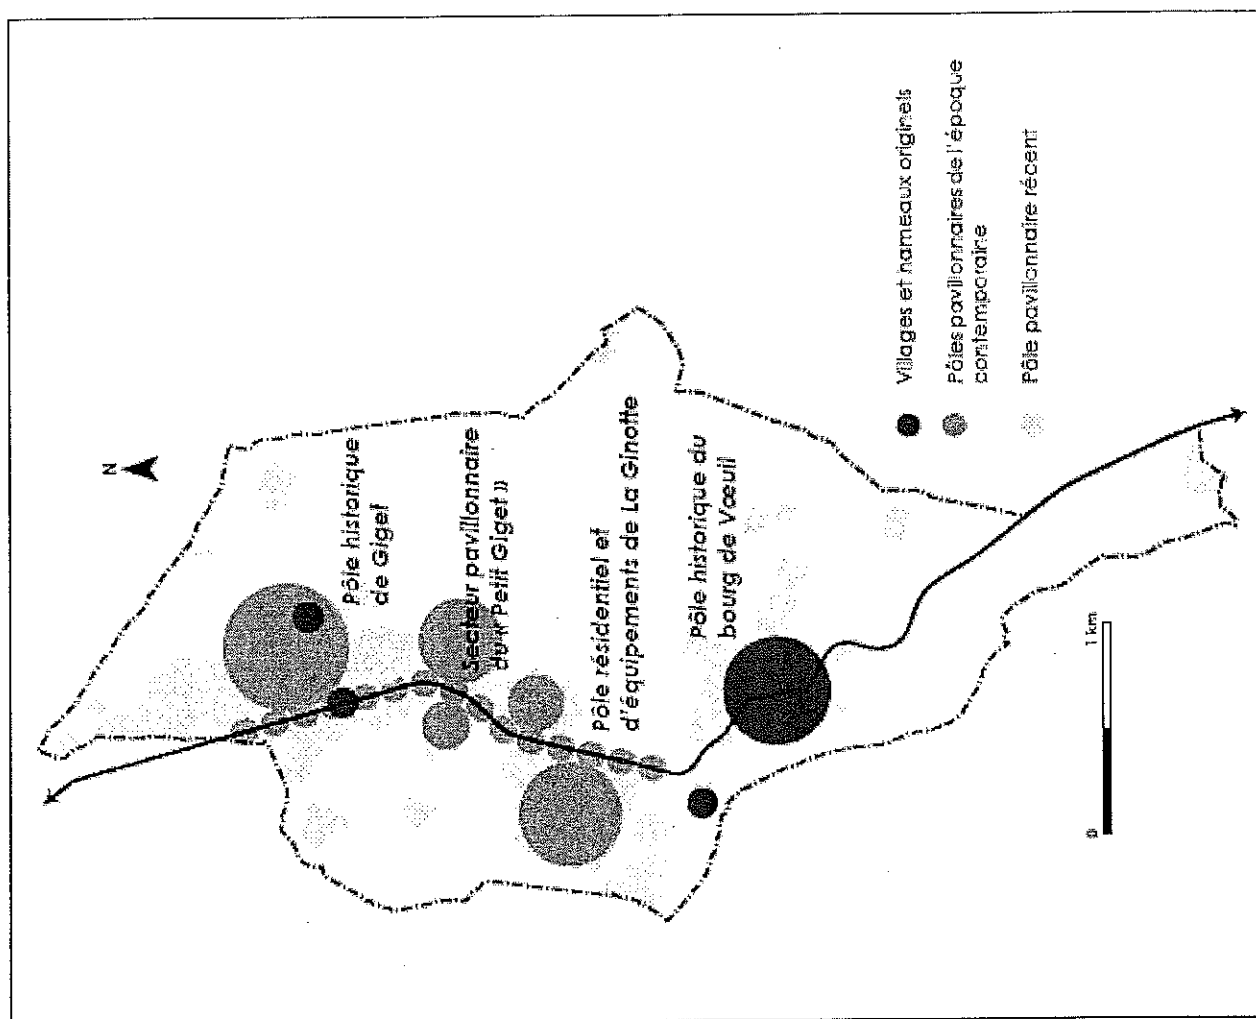 N
Pôle historique
de Giget
Secteur pavillonnaire
du « Petit Giget »
Pôle résidentiel et
d'équipements de La Ginotte
Pôle historique du
bourg de Vœuil
Villages et hameaux originels
Pôles pavillonnaires de l'époque
contemporaine
Pôle pavillonnaire récent
0
1 km